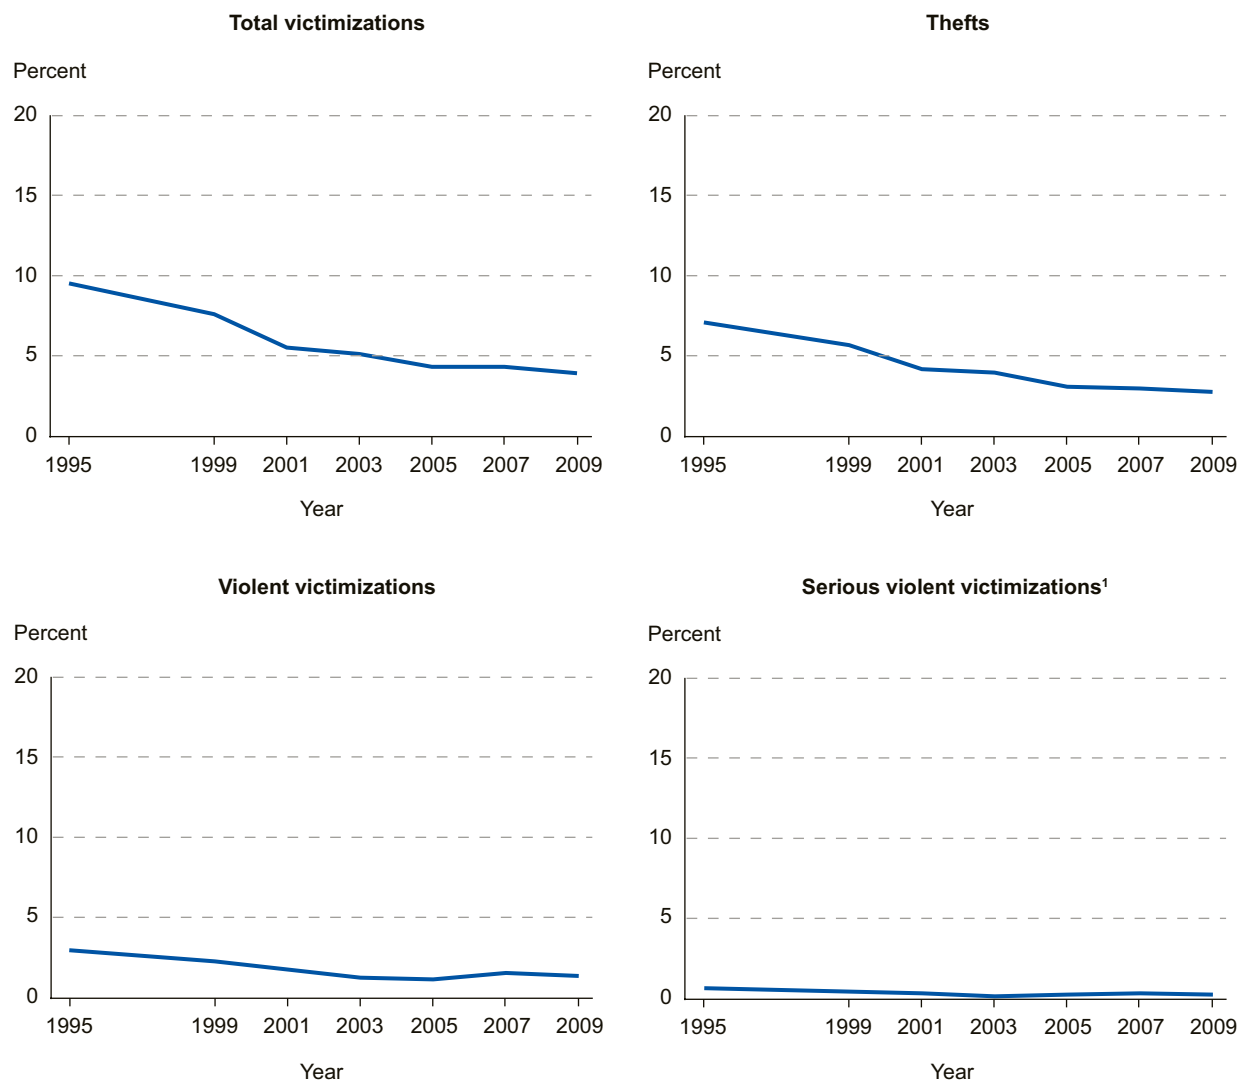 Total victimizations
Percent
20
15
10
5
0
1995 1999 2001 2003 2005 2007 2009
Year
Thefts
Percent
20
15
10
5
0
1995 1999 2001 2003 2005 2007 2009
Year
Violent victimizations
Percent
20
15
10
5
0
1995 1999 2001 2003 2005 2007 2009
Year
Serious violent victimizations¹
Percent
20
15
10
5
0
1995 1999 2001 2003 2005 2007 2009
Year